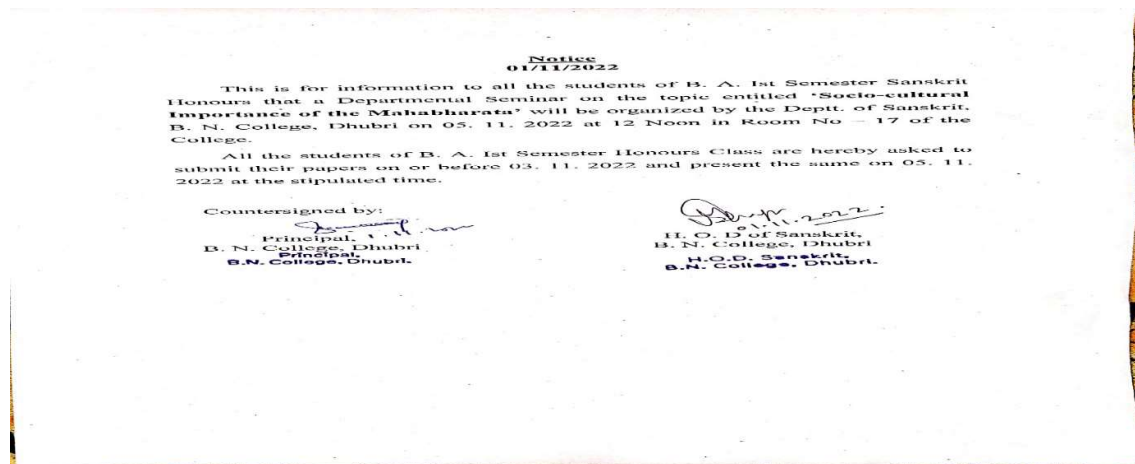 Notice
01/11/2022
This is for information to all the students of B. A. Ist Semester Sanskrit
Honours that a Departmental Seminar on the topic entitled 'Socio-cultural
Importance of the Mahabharata' will be organized by the Deptt. of Sanskrit,
B. N. College, Dhubri on 05. 11. 2022 at 12 Noon in Room No – 17 of the
College.
All the students of B. A. Ist Semester Honours Class are hereby asked to
submit their papers on or before 03. 11. 2022 and present the same on 05. 11.
2022 at the stipulated time.
Countersigned by:
Principal,
B. N. College, Dhubri
Principal,
B.N. College, Dhubri.
01.11.2022.
H. O. D of Sanskrit,
B. N. College, Dhubri
H.O.D. Sanskrit,
B.N. College, Dhubri.